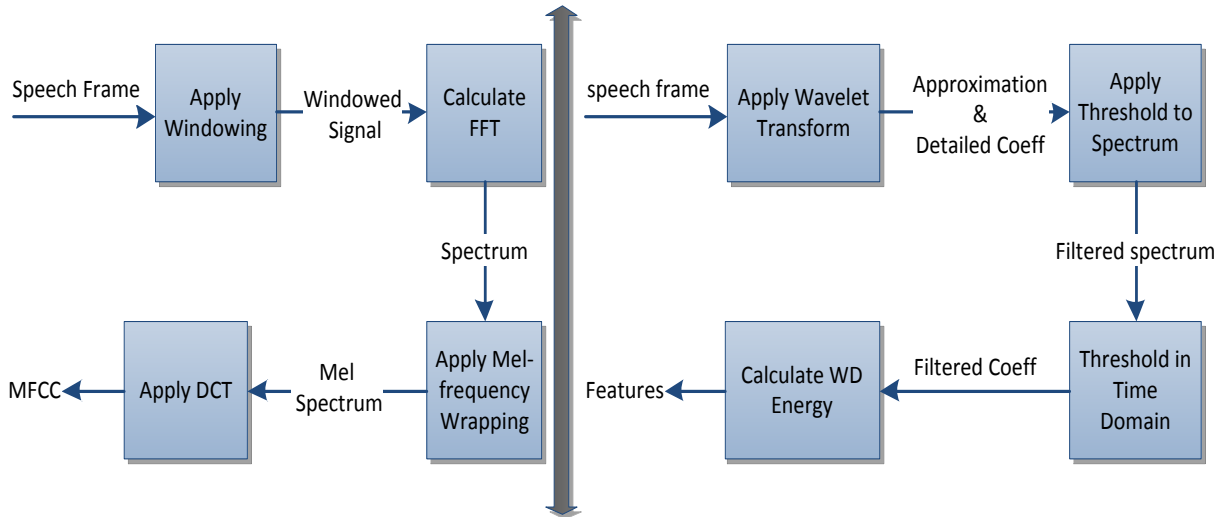 Speech Frame
Apply
Windowing
Windowed
Signal
Calculate
FFT
Spectrum
Apply Mel-
frequency
Wrapping
Mel
Spectrum
Apply DCT
MFCC
speech frame
Apply Wavelet
Transform
Approximation
&
Detailed Coeff
Apply
Threshold to
Spectrum
Filtered spectrum
Threshold in
Time
Domain
Filtered Coeff
Calculate WD
Energy
Features